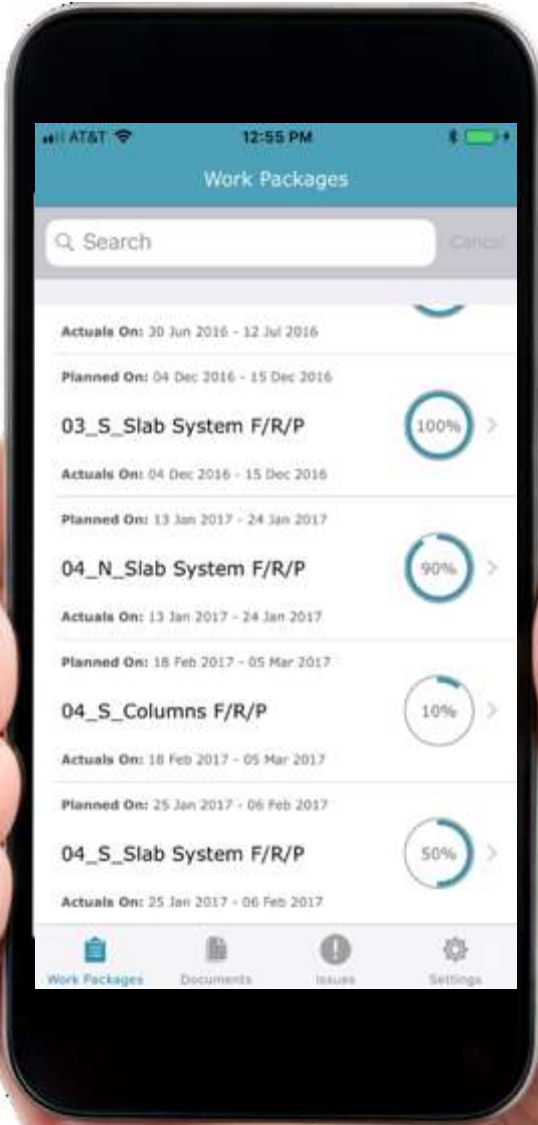 AT&T 12:55 PM
Work Packages
Search Cancel
Actuals On: 30 Jun 2016 - 12 Jul 2016
Planned On: 04 Dec 2016 - 15 Dec 2016
03_S_Slab System F/R/P
100%
Actuals On: 04 Dec 2016 - 15 Dec 2016
Planned On: 13 Jan 2017 - 24 Jan 2017
04_N_Slab System F/R/P
90%
Actuals On: 13 Jan 2017 - 24 Jan 2017
Planned On: 18 Feb 2017 - 05 Mar 2017
04_S_Columns F/R/P
10%
Actuals On: 18 Feb 2017 - 05 Mar 2017
Planned On: 25 Jan 2017 - 06 Feb 2017
04_S_Slab System F/R/P
50%
Actuals On: 25 Jan 2017 - 06 Feb 2017
Work Packages Documents Issues Settings